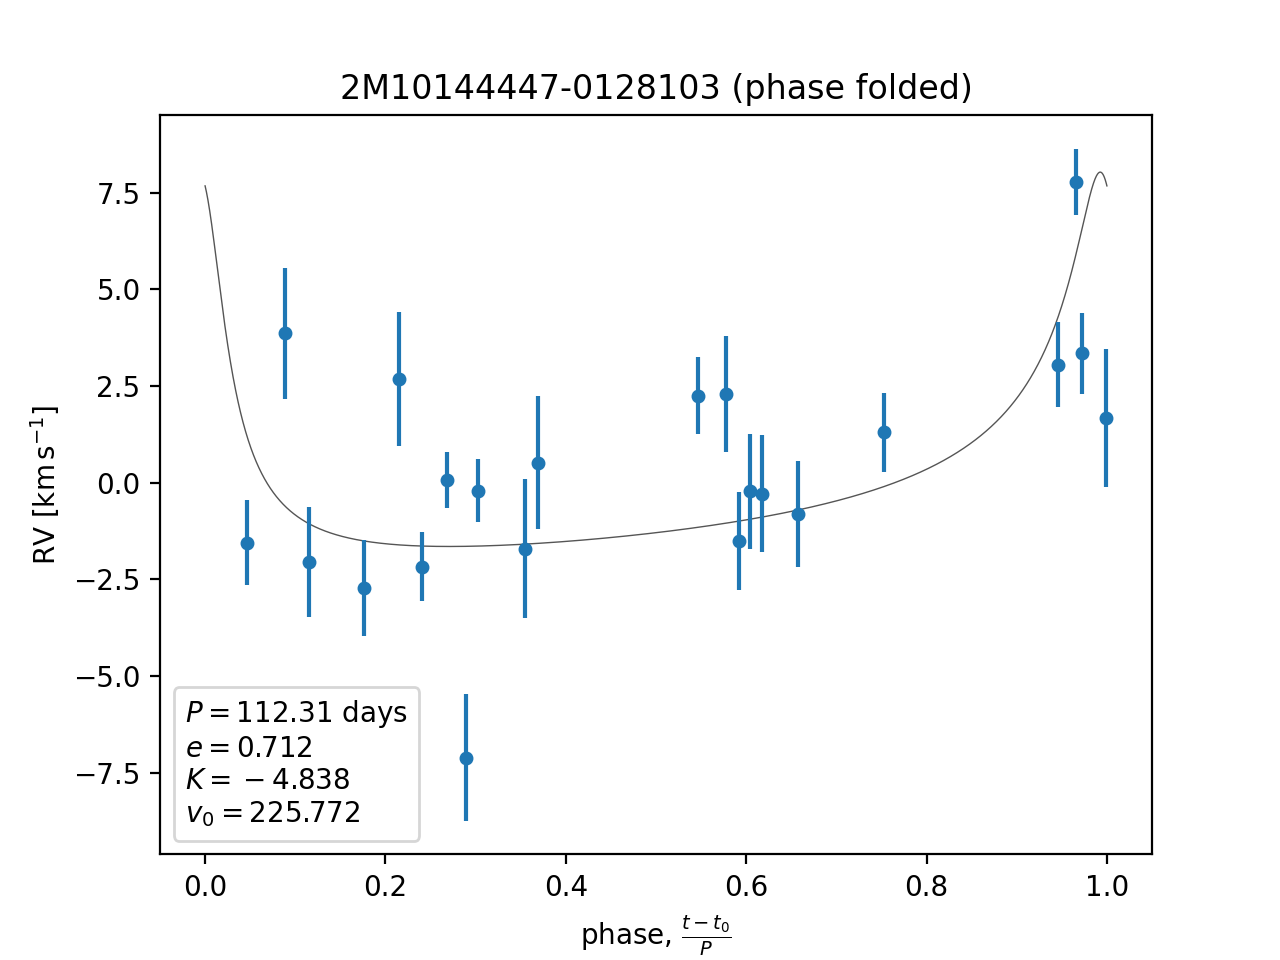 2M10144447-0128103 (phase folded)
7.5
5.0
2.5
0.0
−2.5
−5.0
−7.5
RV [km s⁻¹]
P = 112.31 days
e = 0.712
K = −4.838
v₀ = 225.772
0.0 0.2 0.4 0.6 0.8 1.0
phase, (t − t₀)/P